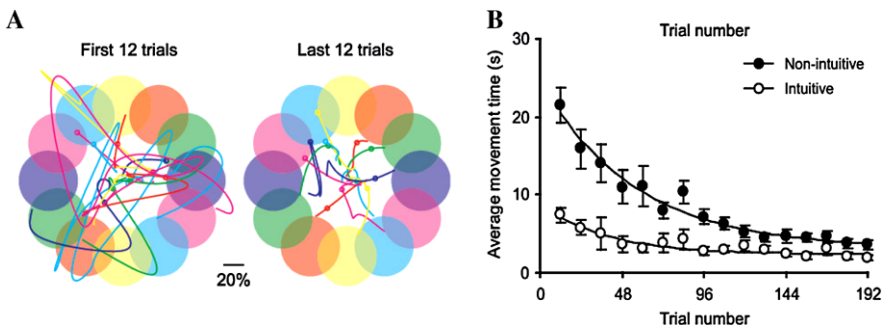 A
First 12 trials
Last 12 trials
20%
B
Trial number
Non-intuitive
Intuitive
Average movement time (s)
30
20
10
0
0
48
96
144
192
Trial number